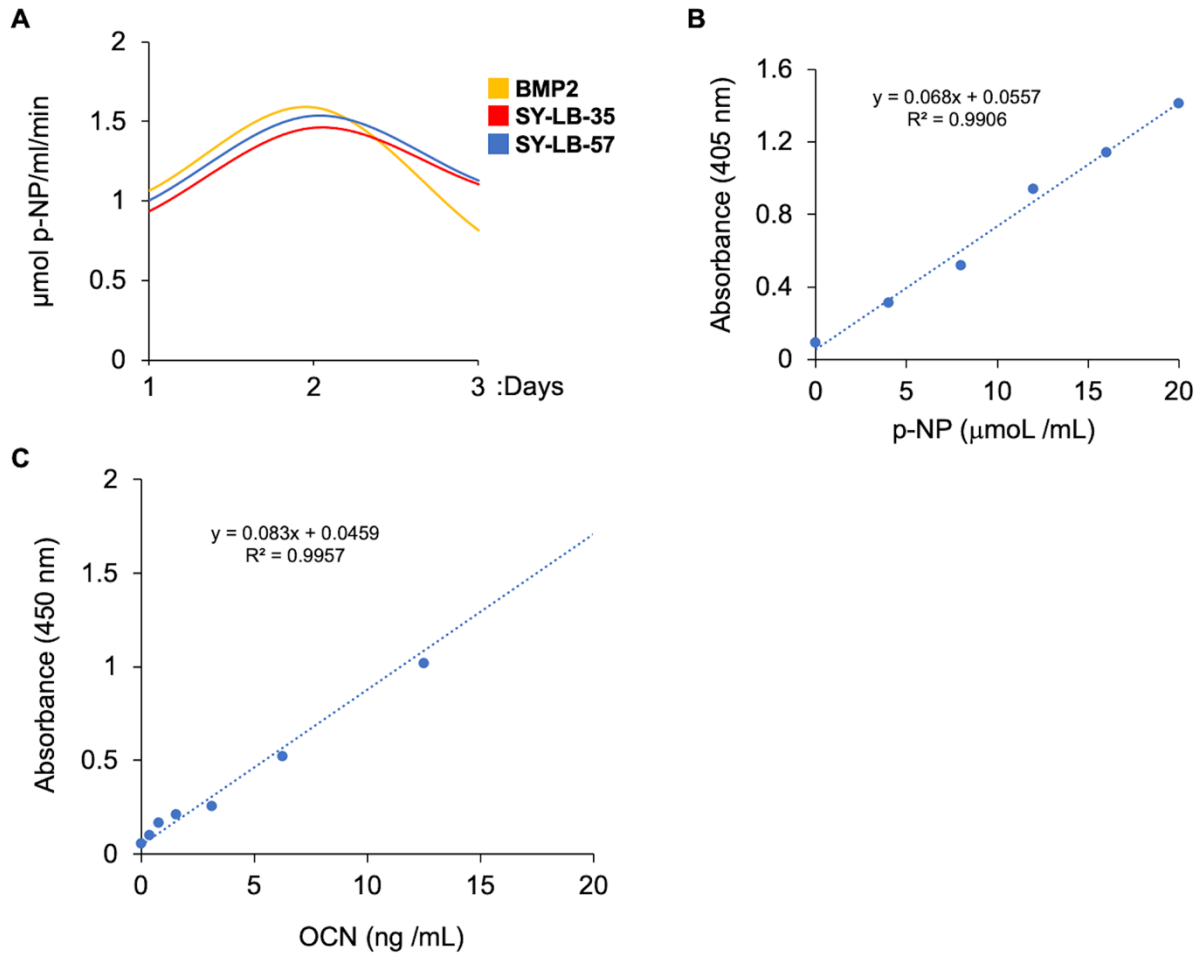 A
2
1.5
1
0.5
0
µmol p-NP/ml/min
1
2
3 :Days
BMP2
SY-LB-35
SY-LB-57
B
1.6
1.2
0.8
0.4
0
Absorbance (405 nm)
y = 0.068x + 0.0557
R² = 0.9906
0 5 10 15 20
p-NP (µmoL /mL)
C
2
1.5
1
0.5
0
Absorbance (450 nm)
y = 0.083x + 0.0459
R² = 0.9957
0 5 10 15 20
OCN (ng /mL)